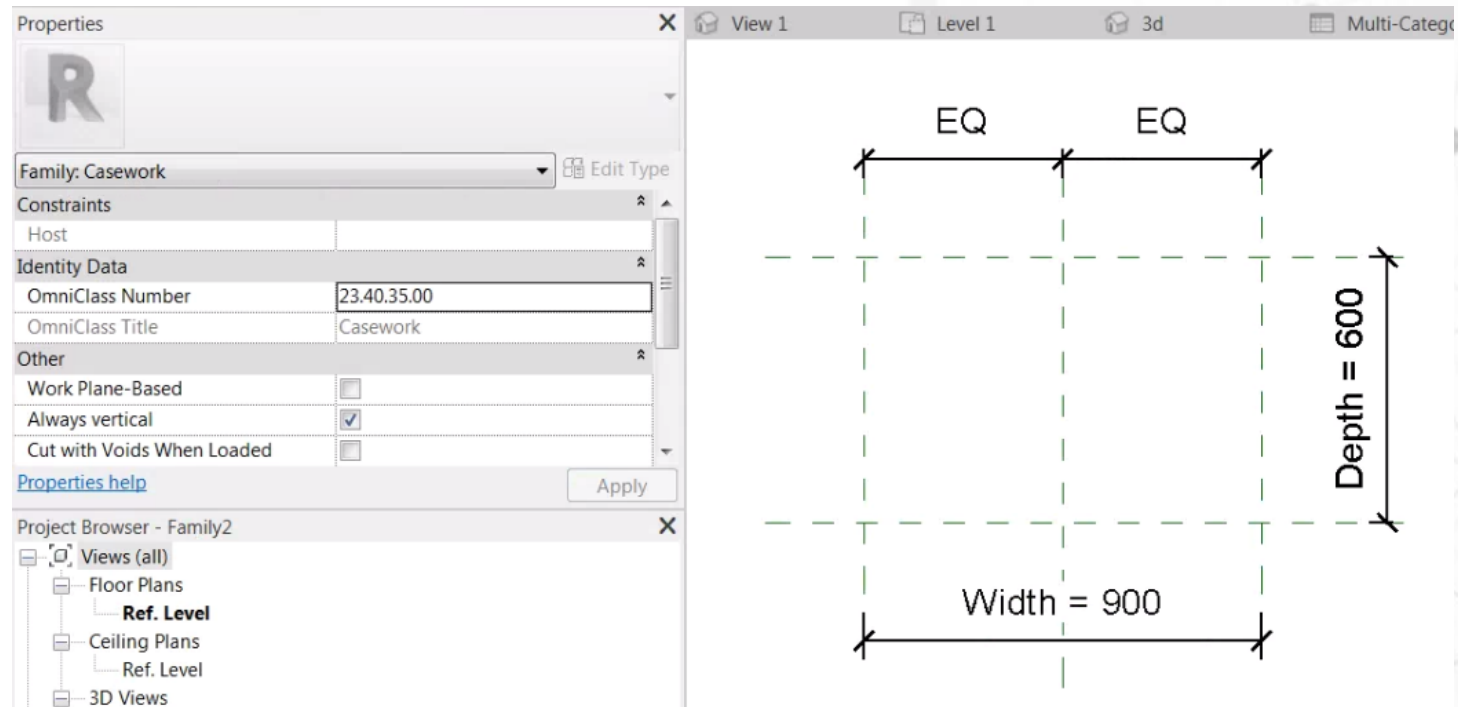 Properties
View 1
Level 1
3d
Multi-Catego
R
Family: Casework
Edit Type
Constraints
Host
Identity Data
OmniClass Number 23.40.35.00
OmniClass Title Casework
Other
Work Plane-Based
Always vertical
Cut with Voids When Loaded
Properties help
Apply
Project Browser - Family2
Views (all)
Floor Plans
Ref. Level
Ceiling Plans
Ref. Level
3D Views
EQ EQ
Depth = 600
Width = 900